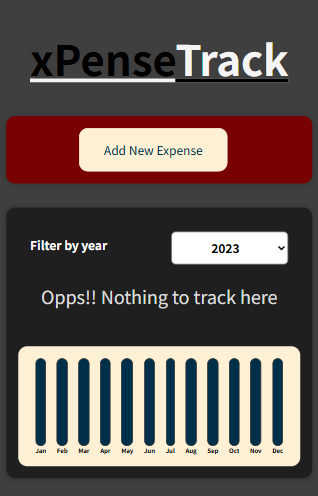 xPenseTrack
Add New Expense
Filter by year
2023
Opps!! Nothing to track here
Jan Feb Mar Apr May Jun Jul Aug Sep Oct Nov Dec